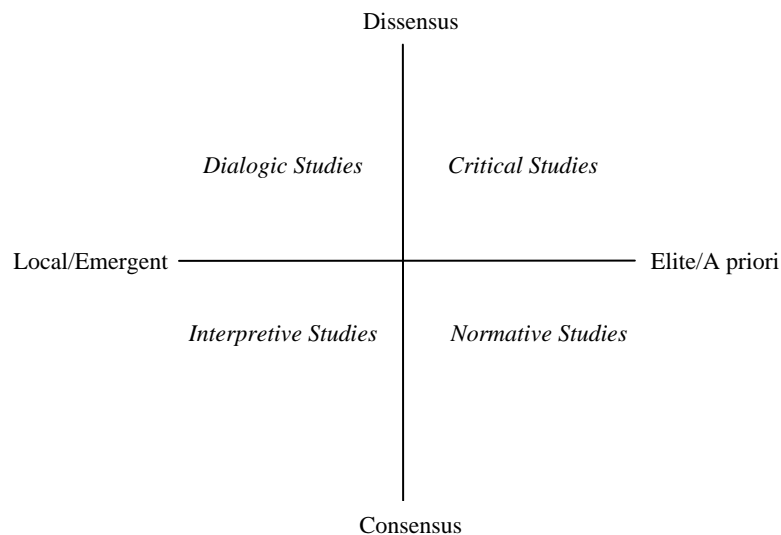 Dissensus
Dialogic Studies
Critical Studies
Local/Emergent
Elite/A priori
Interpretive Studies
Normative Studies
Consensus